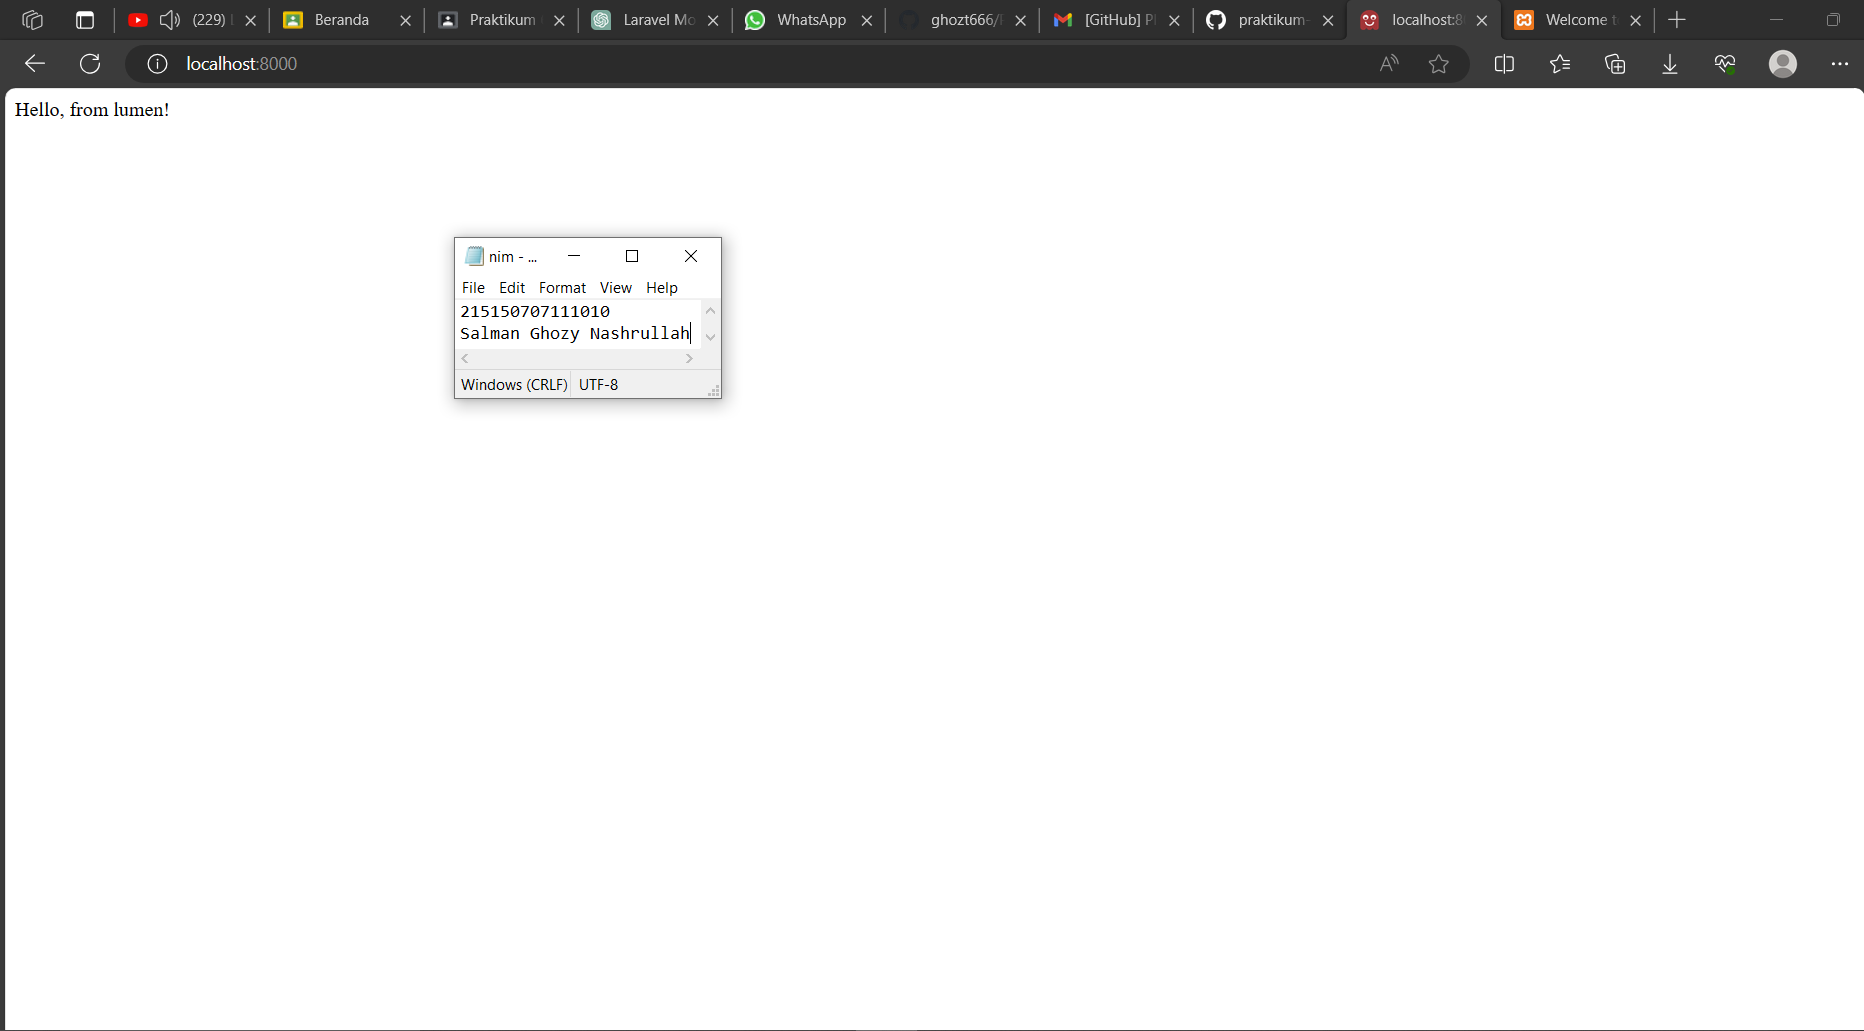 (229)
Beranda
Praktikum
Laravel Mo
WhatsApp
ghozt666/
[GitHub] Pl
praktikum-
localhost:8
Welcome t
localhost:8000
Hello, from lumen!
nim - ...
File Edit Format View Help
215150707111010
Salman Ghozy Nashrullah
Windows (CRLF) UTF-8